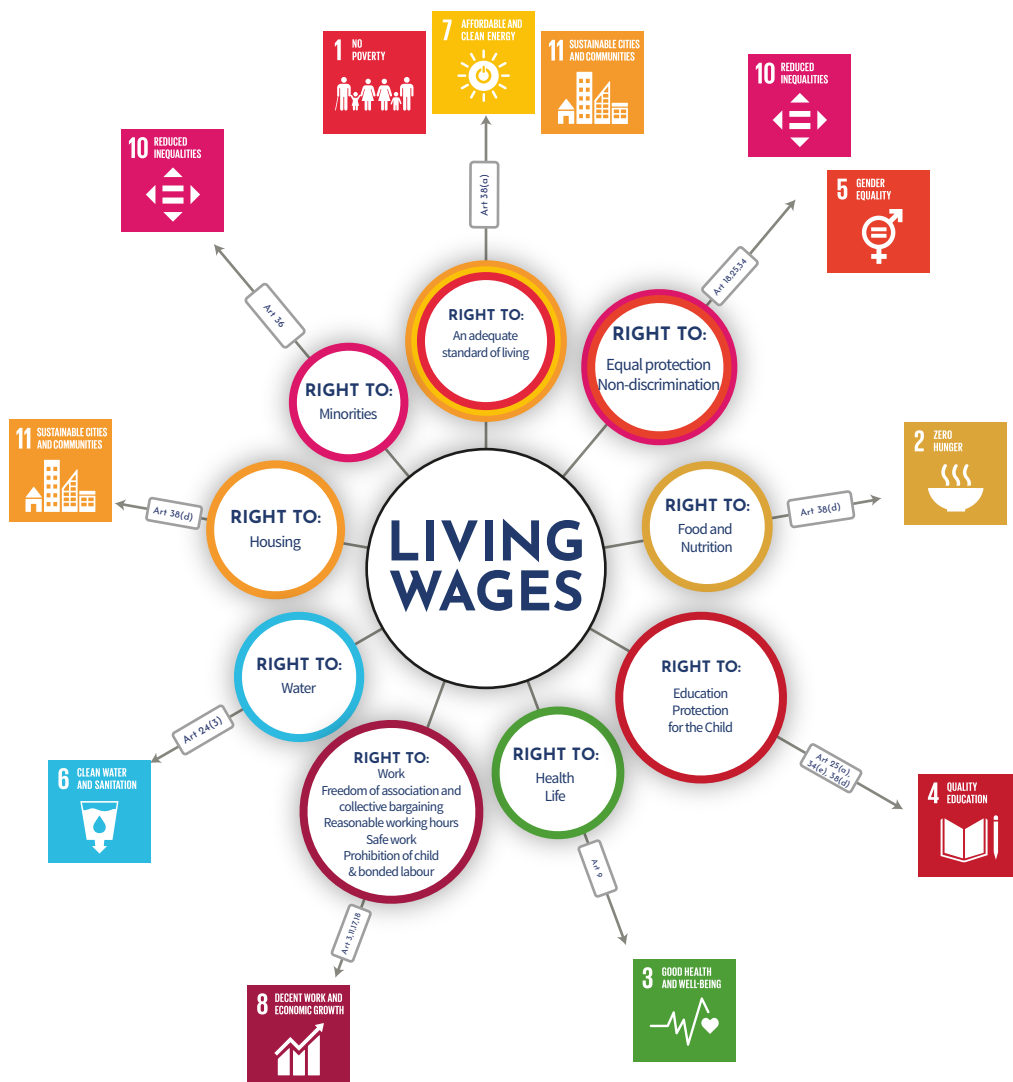 LIVING
WAGES
1 NO
POVERTY
7 AFFORDABLE AND
CLEAN ENERGY
11 SUSTAINABLE CITIES
AND COMMUNITIES
Art 38(a)
RIGHT TO:
An adequate
standard of living
10 REDUCED
INEQUALITIES
5 GENDER
EQUALITY
Art 18,25,34
RIGHT TO:
Equal protection
Non-discrimination
2 ZERO
HUNGER
Art 38(d)
RIGHT TO:
Food and
Nutrition
4 QUALITY
EDUCATION
Art 25(a),
34(e), 38(d)
RIGHT TO:
Education
Protection
for the Child
3 GOOD HEALTH
AND WELL-BEING
Art 9
RIGHT TO:
Health
Life
8 DECENT WORK AND
ECONOMIC GROWTH
Art 3,11,17,18
RIGHT TO:
Work
Freedom of association and
collective bargaining
Reasonable working hours
Safe work
Prohibition of child
& bonded labour
6 CLEAN WATER
AND SANITATION
Art 24(3)
RIGHT TO:
Water
11 SUSTAINABLE CITIES
AND COMMUNITIES
Art 38(d)
RIGHT TO:
Housing
10 REDUCED
INEQUALITIES
Art 36
RIGHT TO:
Minorities